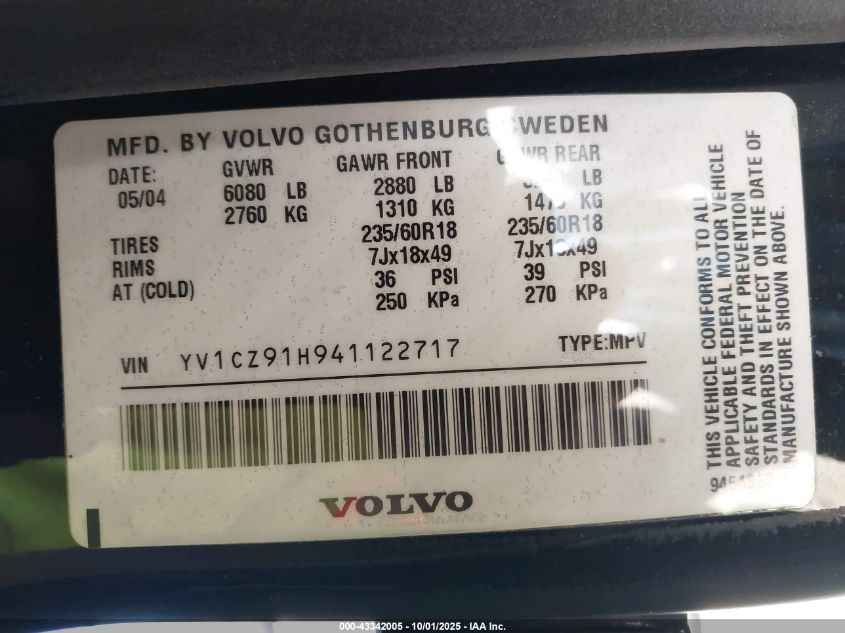 MFD. BY VOLVO GOTHENBURG SWEDEN
DATE: GVWR GAWR FRONT GAWR REAR
05/04 6080 LB 2880 LB LB
2760 KG 1310 KG KG
TIRES 235/60R18 235/60R18
RIMS 7Jx18x49 7Jx18x49
AT (COLD) 36 PSI 39 PSI
250 KPa 270 KPa
VIN YV1CZ91H941122717 TYPE:MPV
VOLVO
THIS VEHICLE CONFORMS TO ALL
APPLICABLE FEDERAL MOTOR VEHICLE
SAFETY AND THEFT PREVENTION
STANDARDS IN EFFECT ON THE DATE OF
MANUFACTURE SHOWN ABOVE.
000-43342005 - 10/01/2025 - IAA Inc.